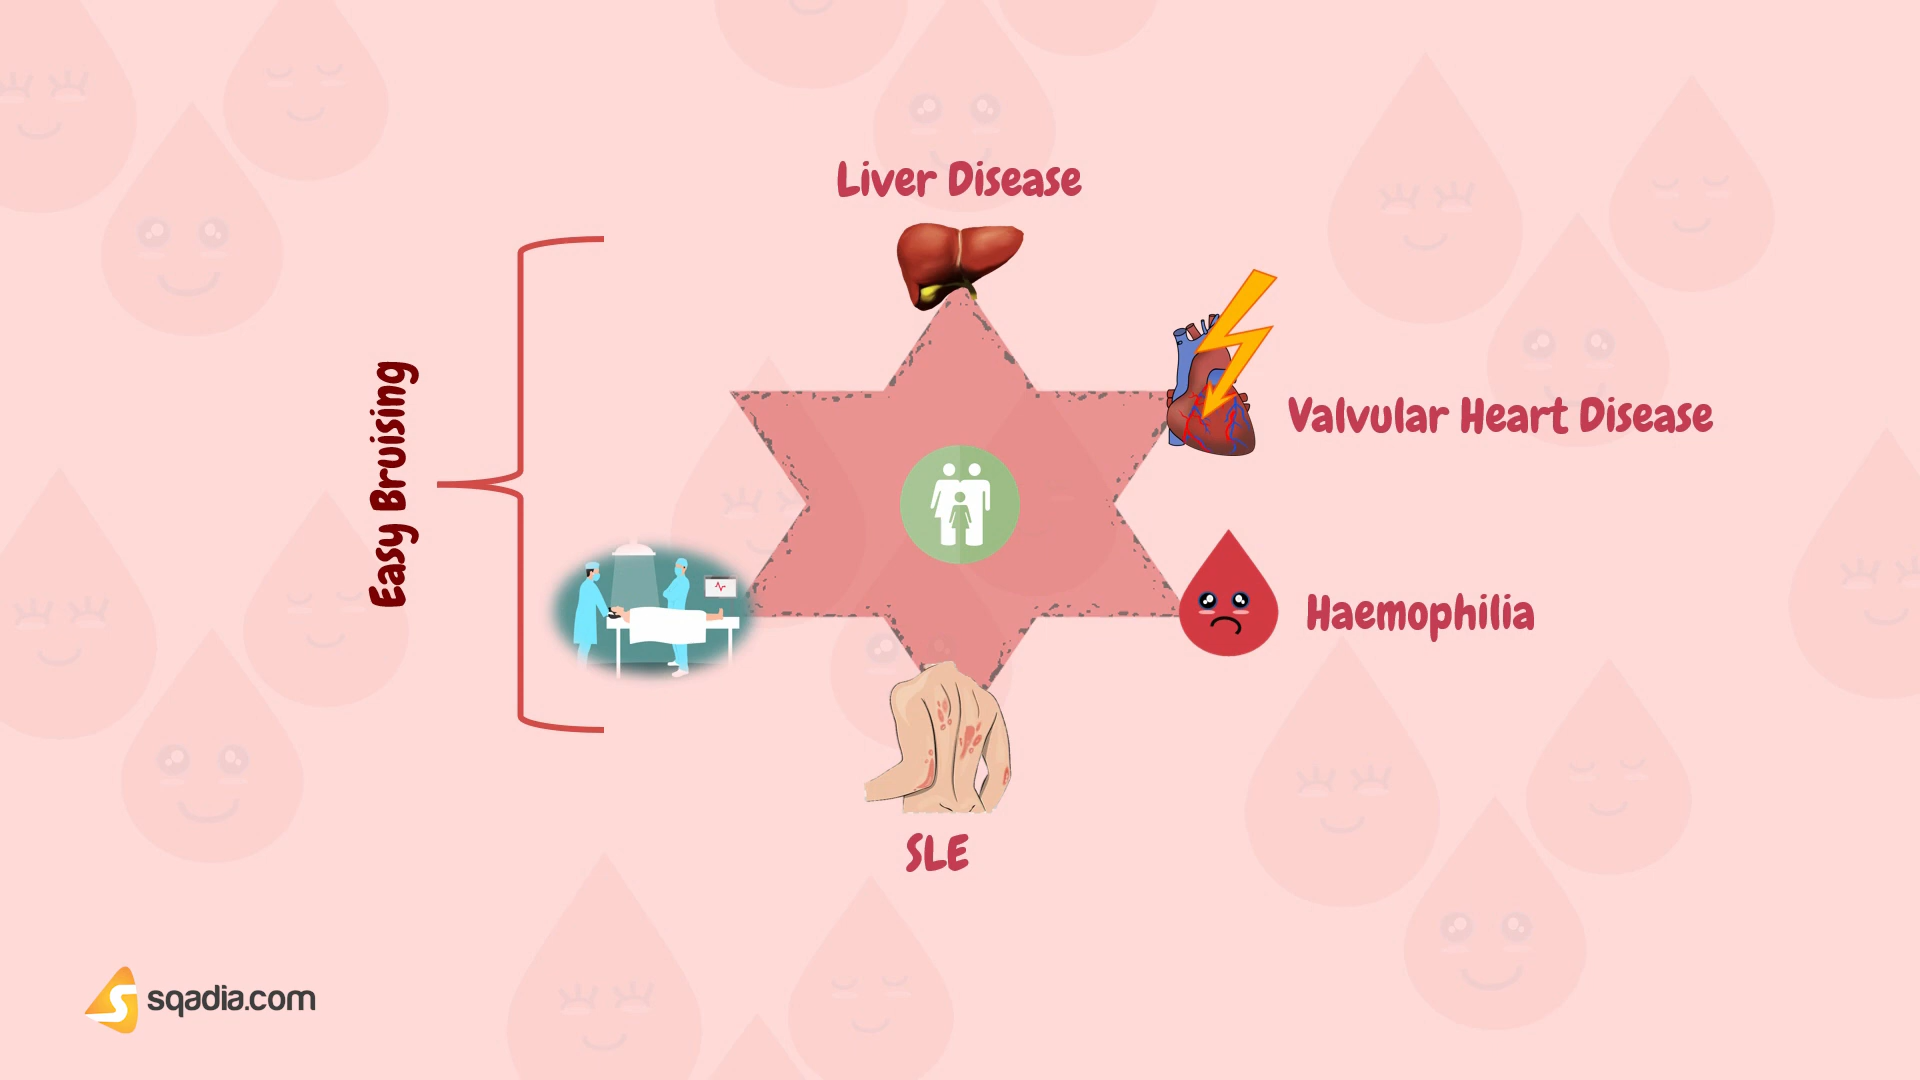 Liver Disease
Easy Bruising
Valvular Heart Disease
Haemophilia
SLE
sqadia.com